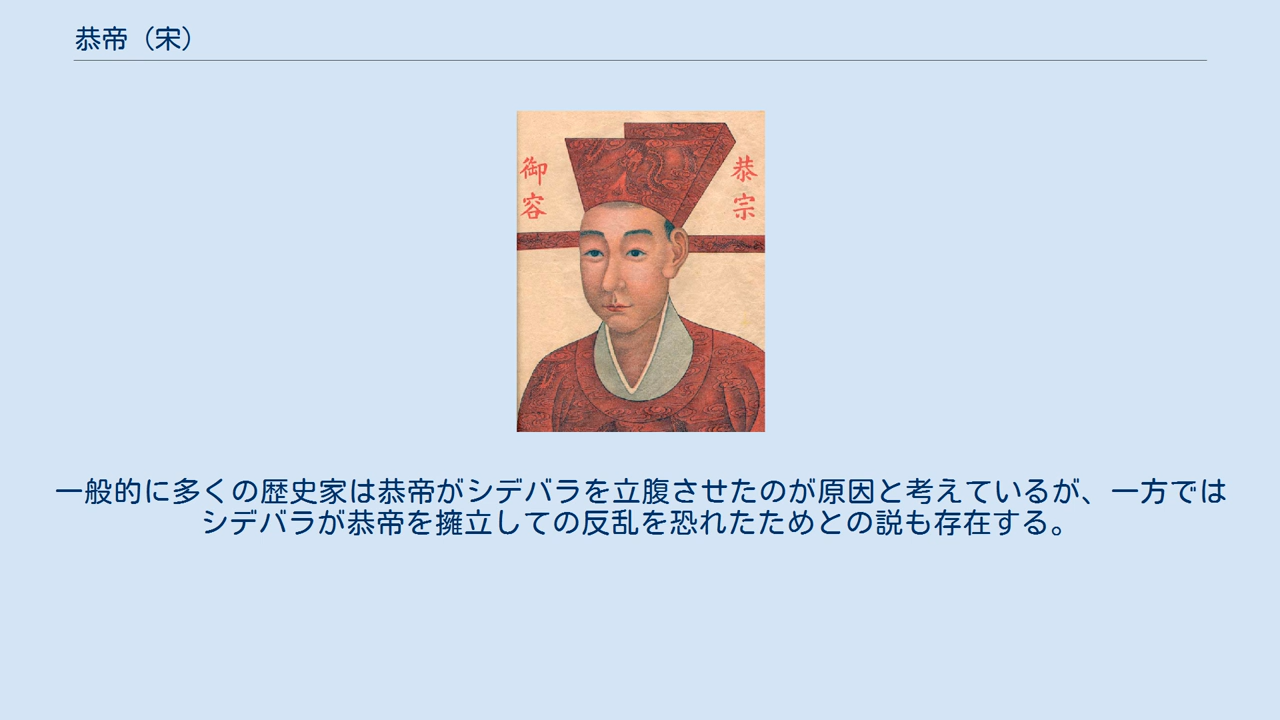 恭帝（宋）
恭宗
御容
一般的に多くの歴史家は恭帝がシデバラを立腹させたのが原因と考えているが、一方では
シデバラが恭帝を擁立しての反乱を恐れたためとの説も存在する。